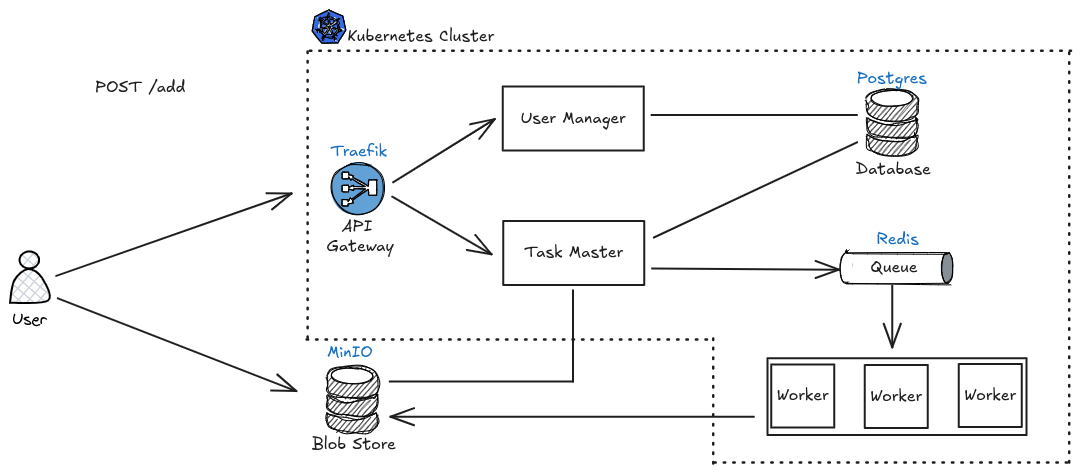 Kubernetes Cluster
POST /add
Postgres
User Manager
Traefik
Database
API
Gateway
Task Master
Redis
Queue
User
MinIO
Worker
Worker
Worker
Blob Store